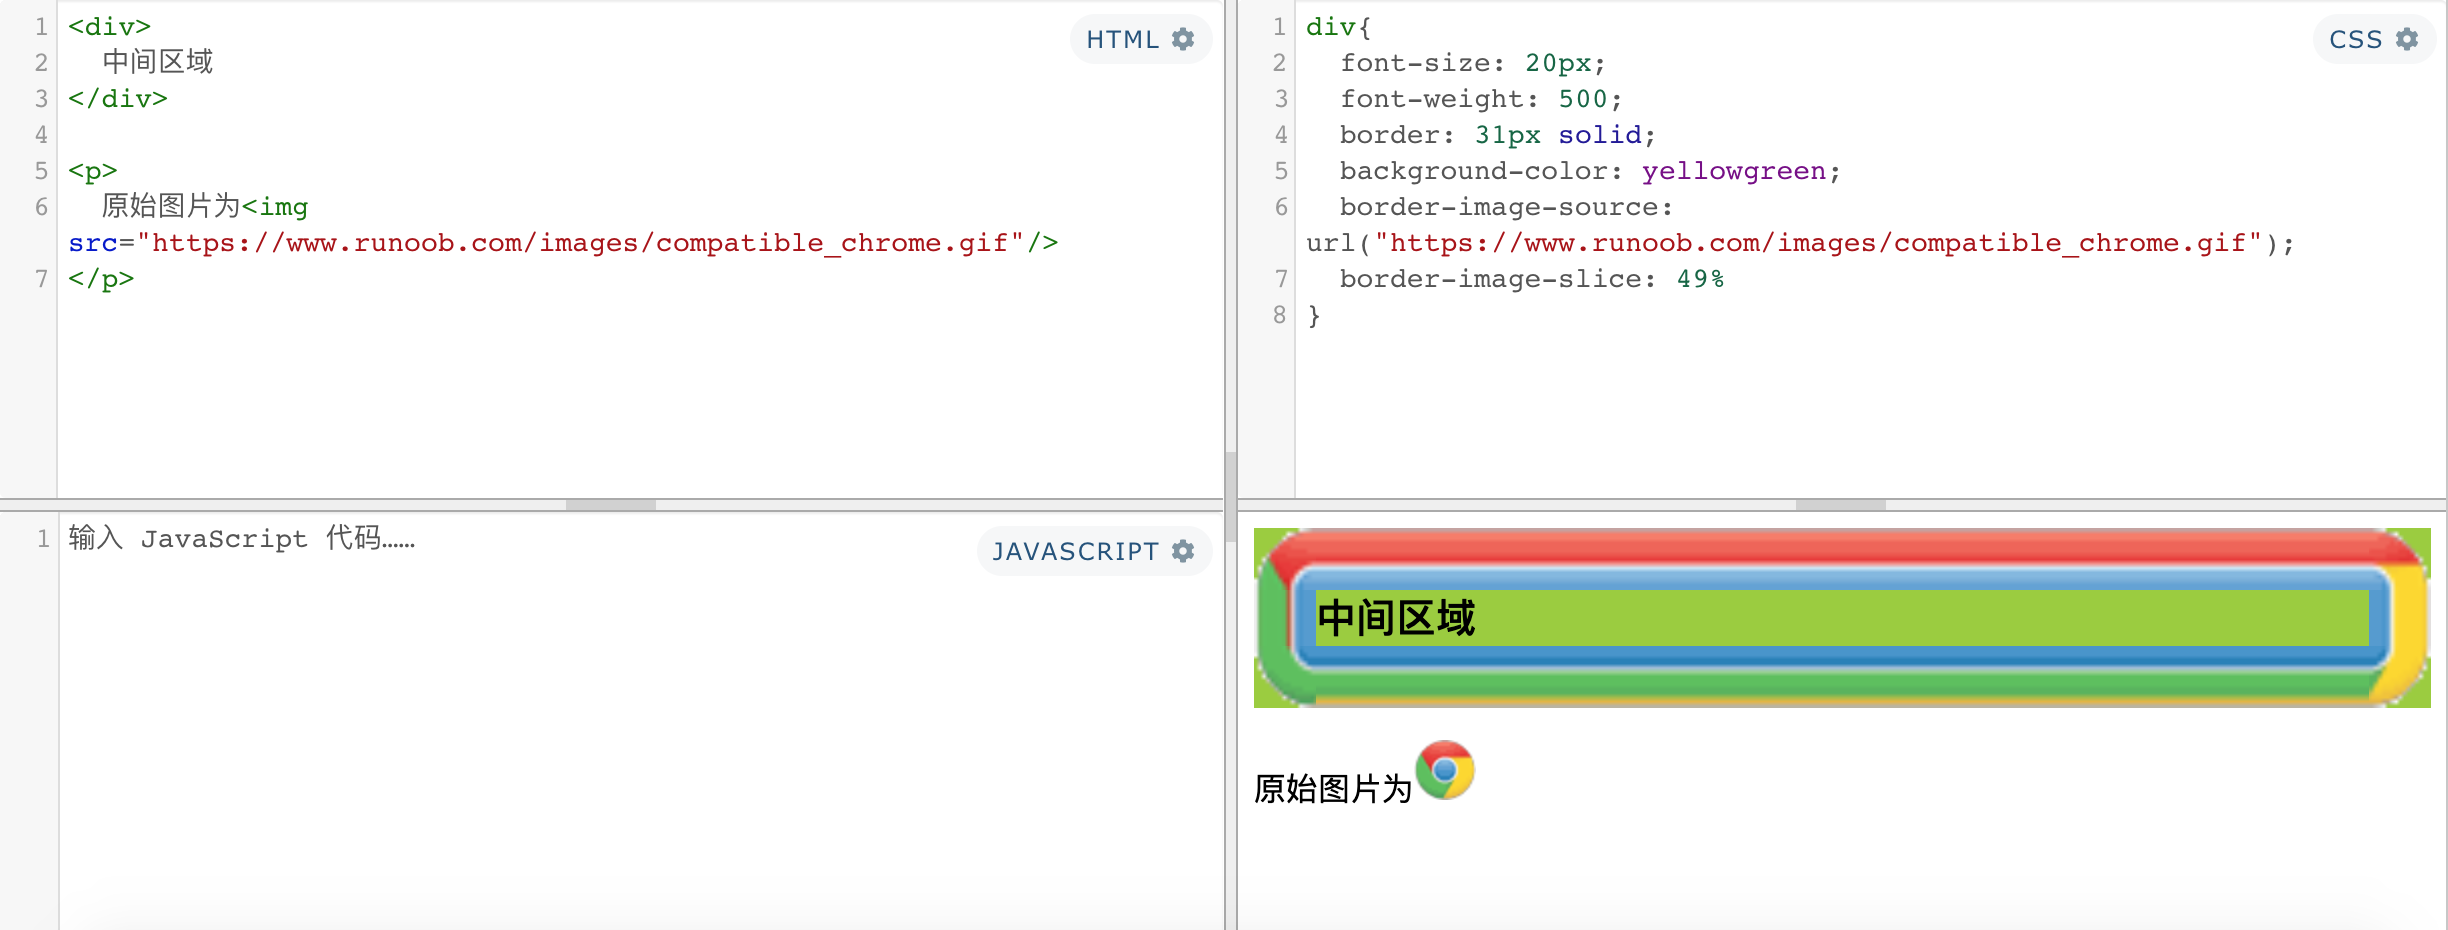 1 <div>
2   中间区域
3 </div>
4
5 <p>
6   原始图片为<img
src="https://www.runoob.com/images/compatible_chrome.gif"/>
7 </p>
HTML
1 div{
2   font-size: 20px;
3   font-weight: 500;
4   border: 31px solid;
5   background-color: yellowgreen;
6   border-image-source:
url("https://www.runoob.com/images/compatible_chrome.gif");
7   border-image-slice: 49%
8 }
CSS
1 输入 JavaScript 代码……
JAVASCRIPT
中间区域
原始图片为